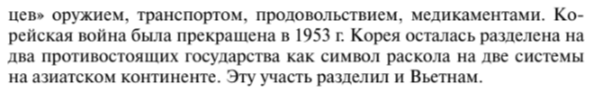 цев» оружием, транспортом, продовольствием, медикаментами. Ко-
рейская война была прекращена в 1953 г. Корея осталась разделена на
два противостоящих государства как символ раскола на две системы
на азиатском континенте. Эту участь разделил и Вьетнам.